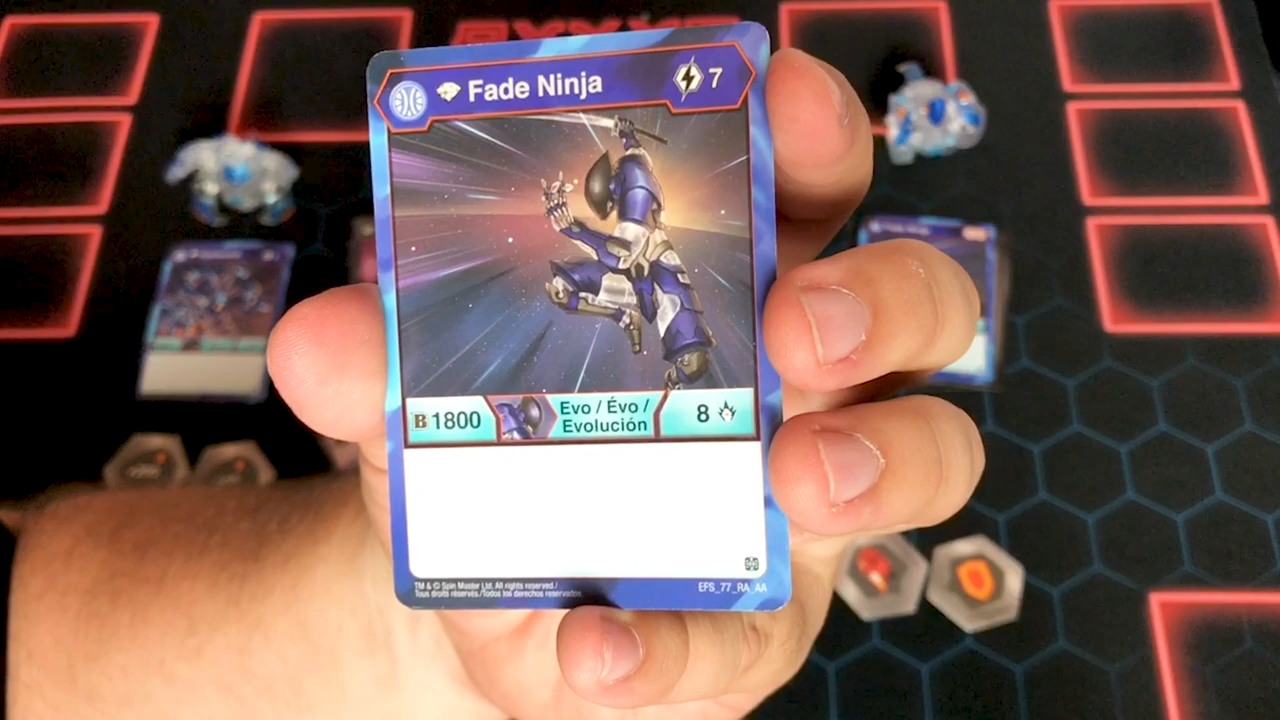 Fade Ninja
7
B 1800
Evo / Évo /
Evolución
8
TM & © Spin Master Ltd. All rights reserved./
Tous droits réservés./Todos los derechos reservados.
EFS_77_RA_AA